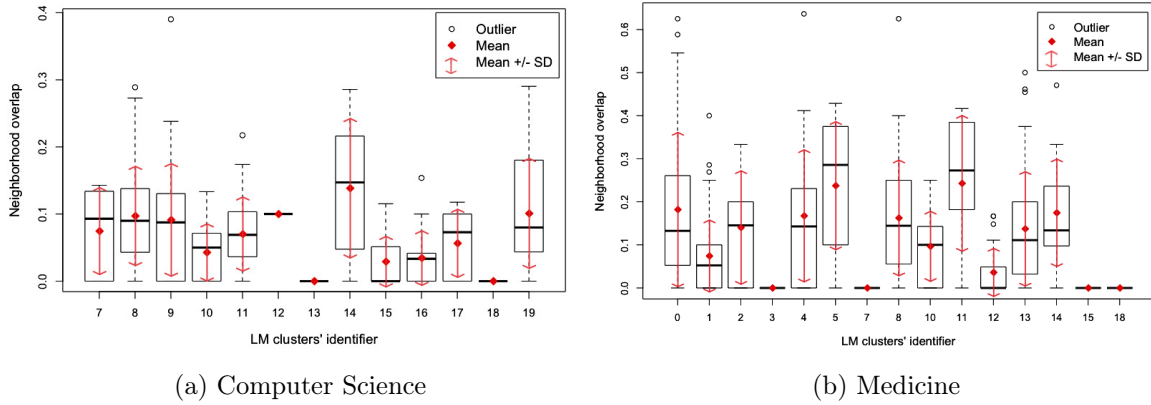 Outlier
Mean
Mean +/- SD
Neighborhood overlap
0.4
0.3
0.2
0.1
0.0
7 8 9 10 11 12 13 14 15 16 17 18 19
LM clusters' identifier
(a) Computer Science
Outlier
Mean
Mean +/- SD
Neighborhood overlap
0.6
0.5
0.4
0.3
0.2
0.1
0.0
0 1 2 3 4 5 7 8 10 11 12 13 14 15 18
LM clusters' identifier
(b) Medicine